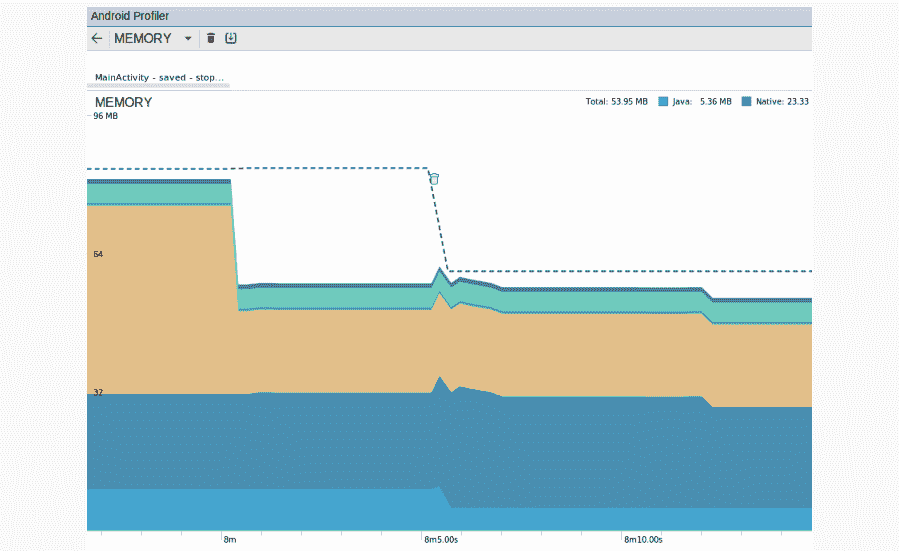 Android Profiler
MEMORY
MainActivity - saved - stop...
MEMORY
Total: 53.95 MB Java: 5.36 MB Native: 23.33
96 MB
64
32
8m 8m5.00s 8m10.00s